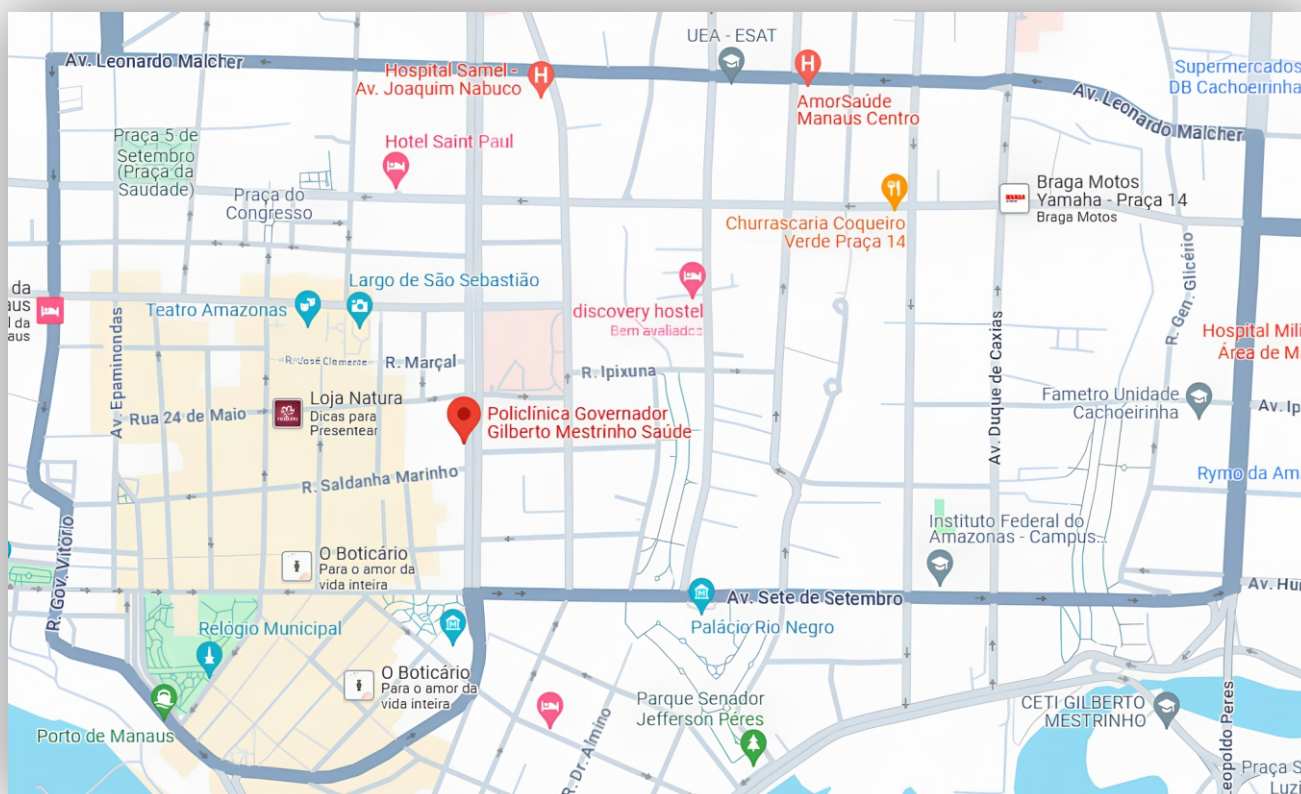 UEA - ESAT
Av. Leonardo Malcher
Hospital Samel -
Av. Joaquim Nabuco
AmorSaúde
Manaus Centro
Supermercados
DB Cachoeirinha
Av. Leonardo Malcher
Praça 5 de
Setembro
(Praça da
Saudade)
Hotel Saint Paul
Praça do
Congresso
Churrascaria Coqueiro
Verde Praça 14
Braga Motos
Yamaha - Praça 14
Braga Motos
R. Gen. Glicério
da
aus
l da
aus
Largo de São Sebastião
Teatro Amazonas
discovery hostel
Bem avaliados
Av. Epaminondas
Av. Duque de Caxias
Hospital Mili
Área de M
R. José Clemente
R. Marçal
R. Ipixuna
Loja Natura
Dicas para
Presentear
Rua 24 de Maio
Policlínica Governador
Gilberto Mestrinho Saúde
Fametro Unidade
Cachoeirinha
Av. Ip
R. Saldanha Marinho
Rymo da Am
Instituto Federal do
Amazonas - Campus...
R. Gov. Vitório
O Boticário
Para o amor da
vida inteira
Av. Sete de Setembro
Av. Hu
Relógio Municipal
Palácio Rio Negro
O Boticário
Para o amor da
vida inteira
Parque Senador
Jefferson Péres
CETI GILBERTO
MESTRINHO
Porto de Manaus
R. Dr. Almino
Leopoldo Peres
Praça S
Luzi